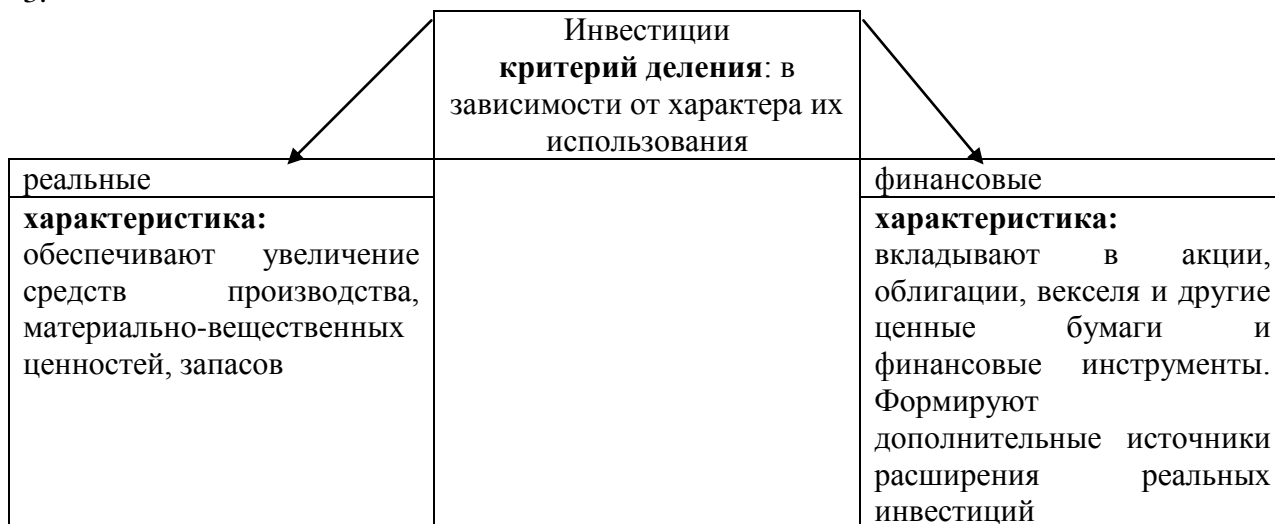 3.
Инвестиции
критерий деления: в
зависимости от характера их
использования
реальные
характеристика:
обеспечивают увеличение
средств производства,
материально-вещественных
ценностей, запасов
финансовые
характеристика:
вкладывают в акции,
облигации, векселя и другие
ценные бумаги и
финансовые инструменты.
Формируют
дополнительные источники
расширения реальных
инвестиций